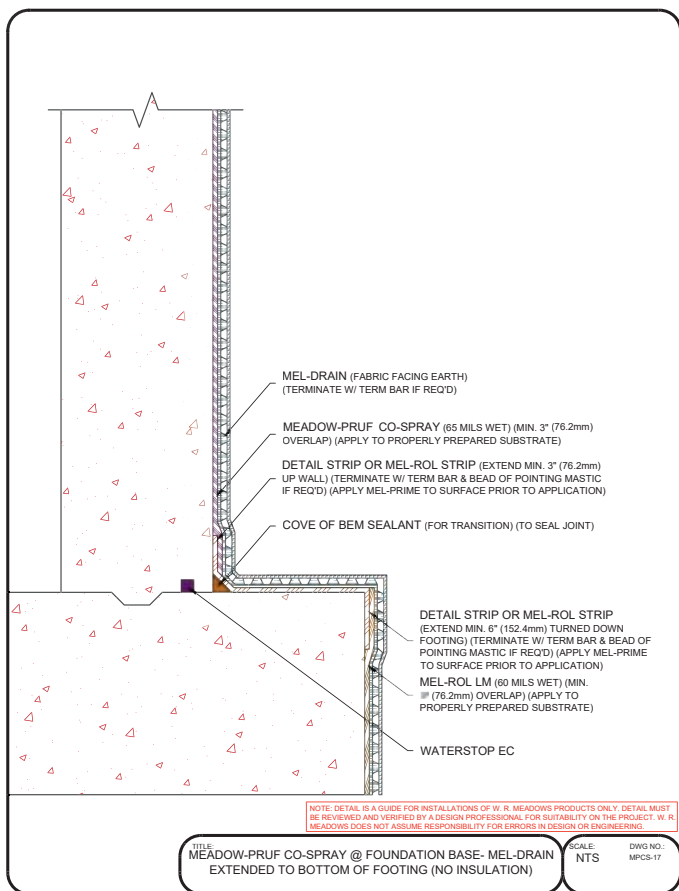 MEL-DRAIN (FABRIC FACING EARTH)
(TERMINATE W/ TERM BAR IF REQ'D)
MEADOW-PRUF CO-SPRAY (65 MILS WET) (MIN. 3" (76.2mm)
OVERLAP) (APPLY TO PROPERLY PREPARED SUBSTRATE)
DETAIL STRIP OR MEL-ROL STRIP (EXTEND MIN. 3" (76.2mm)
UP WALL) (TERMINATE W/ TERM BAR & BEAD OF POINTING MASTIC
IF REQ'D) (APPLY MEL-PRIME TO SURFACE PRIOR TO APPLICATION)
COVE OF BEM SEALANT (FOR TRANSITION) (TO SEAL JOINT)
DETAIL STRIP OR MEL-ROL STRIP
(EXTEND MIN. 6" (152.4mm) TURNED DOWN
FOOTING) (TERMINATE W/ TERM BAR & BEAD OF
POINTING MASTIC IF REQ'D) (APPLY MEL-PRIME
TO SURFACE PRIOR TO APPLICATION)
MEL-ROL LM (60 MILS WET) (MIN.
(76.2mm) OVERLAP) (APPLY TO
PROPERLY PREPARED SUBSTRATE)
WATERSTOP EC
NOTE: DETAIL IS A GUIDE FOR INSTALLATIONS OF W. R. MEADOWS PRODUCTS ONLY. DETAIL MUST
BE REVIEWED AND VERIFIED BY A DESIGN PROFESSIONAL FOR SUITABILITY ON THE PROJECT. W. R.
MEADOWS DOES NOT ASSUME RESPONSIBILITY FOR ERRORS IN DESIGN OR ENGINEERING.
TITLE:
MEADOW-PRUF CO-SPRAY @ FOUNDATION BASE- MEL-DRAIN
EXTENDED TO BOTTOM OF FOOTING (NO INSULATION)
SCALE:
NTS
DWG NO.:
MPCS-17